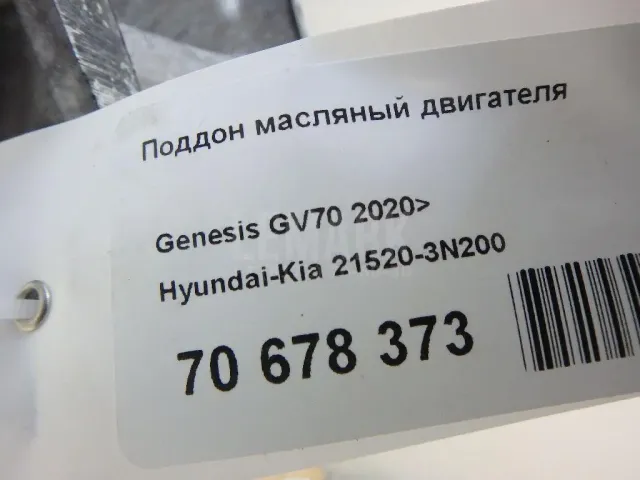 Поддон масляный двигателя
Genesis GV70 2020>
Hyundai-Kia 21520-3N200
70 678 373